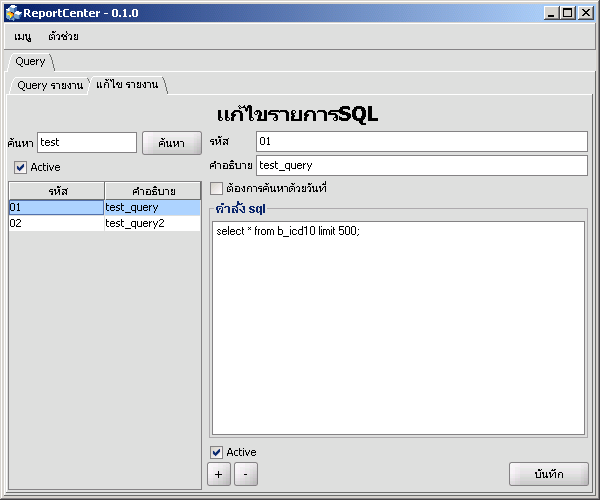 ReportCenter - 0.1.0
เมนู ตัวช่วย
Query
Query รายงาน แก้ไข รายงาน
แก้ไขรายการSQL
ค้นหา test ค้นหา
Active
รหัส คำอธิบาย
01 test_query
02 test_query2
รหัส 01
คำอธิบาย test_query
ต้องการค้นหาด้วยวันที่
คำสั่ง sql
select * from b_icd10 limit 500;
Active
+ - บันทึก